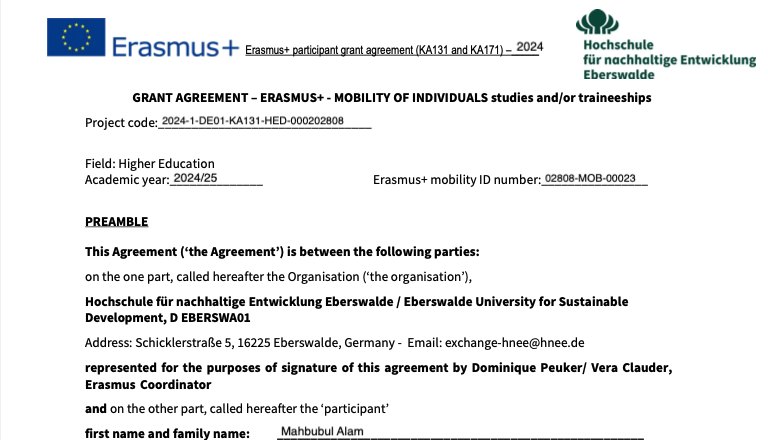 Erasmus+ Erasmus+ participant grant agreement (KA131 and KA171) – 2024
Hochschule
für nachhaltige Entwicklung
Eberswalde
GRANT AGREEMENT – ERASMUS+ - MOBILITY OF INDIVIDUALS studies and/or traineeships
Project code: 2024-1-DE01-KA131-HED-000202808
Field: Higher Education
Academic year: 2024/25 Erasmus+ mobility ID number: 02808-MOB-00023
PREAMBLE
This Agreement (‘the Agreement’) is between the following parties:
on the one part, called hereafter the Organisation (‘the organisation’),
Hochschule für nachhaltige Entwicklung Eberswalde / Eberswalde University for Sustainable
Development, D EBERSWA01
Address: Schicklerstraße 5, 16225 Eberswalde, Germany - Email: exchange-hnee@hnee.de
represented for the purposes of signature of this agreement by Dominique Peuker/ Vera Clauder,
Erasmus Coordinator
and on the other part, called hereafter the ‘participant’
first name and family name: Mahbubul Alam